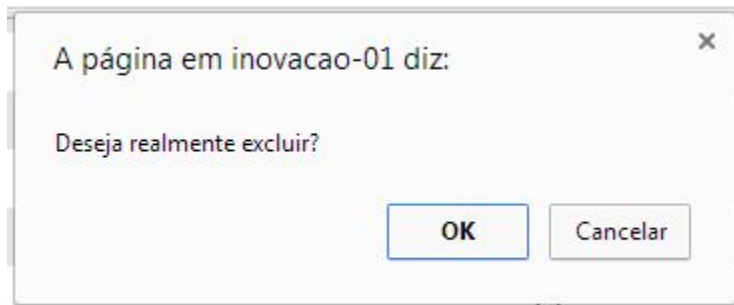 A página em inovacao-01 diz:
Deseja realmente excluir?
OK Cancelar